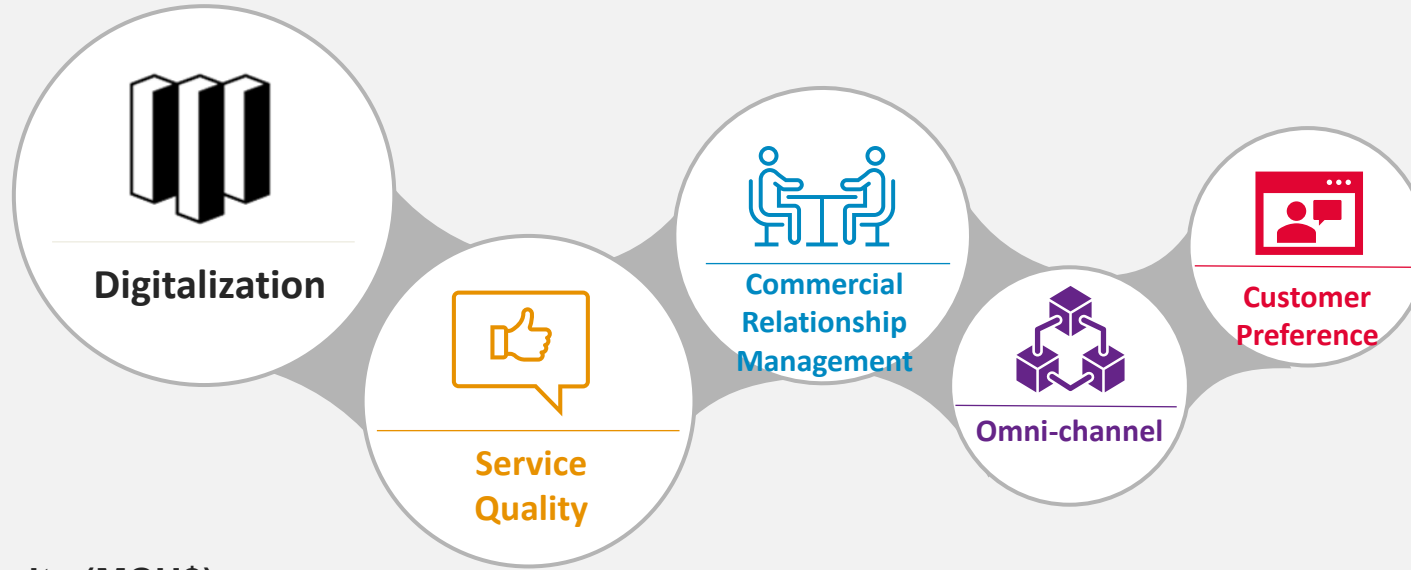 Digitalization
Service
Quality
Commercial
Relationship
Management
Omni-channel
Customer
Preference